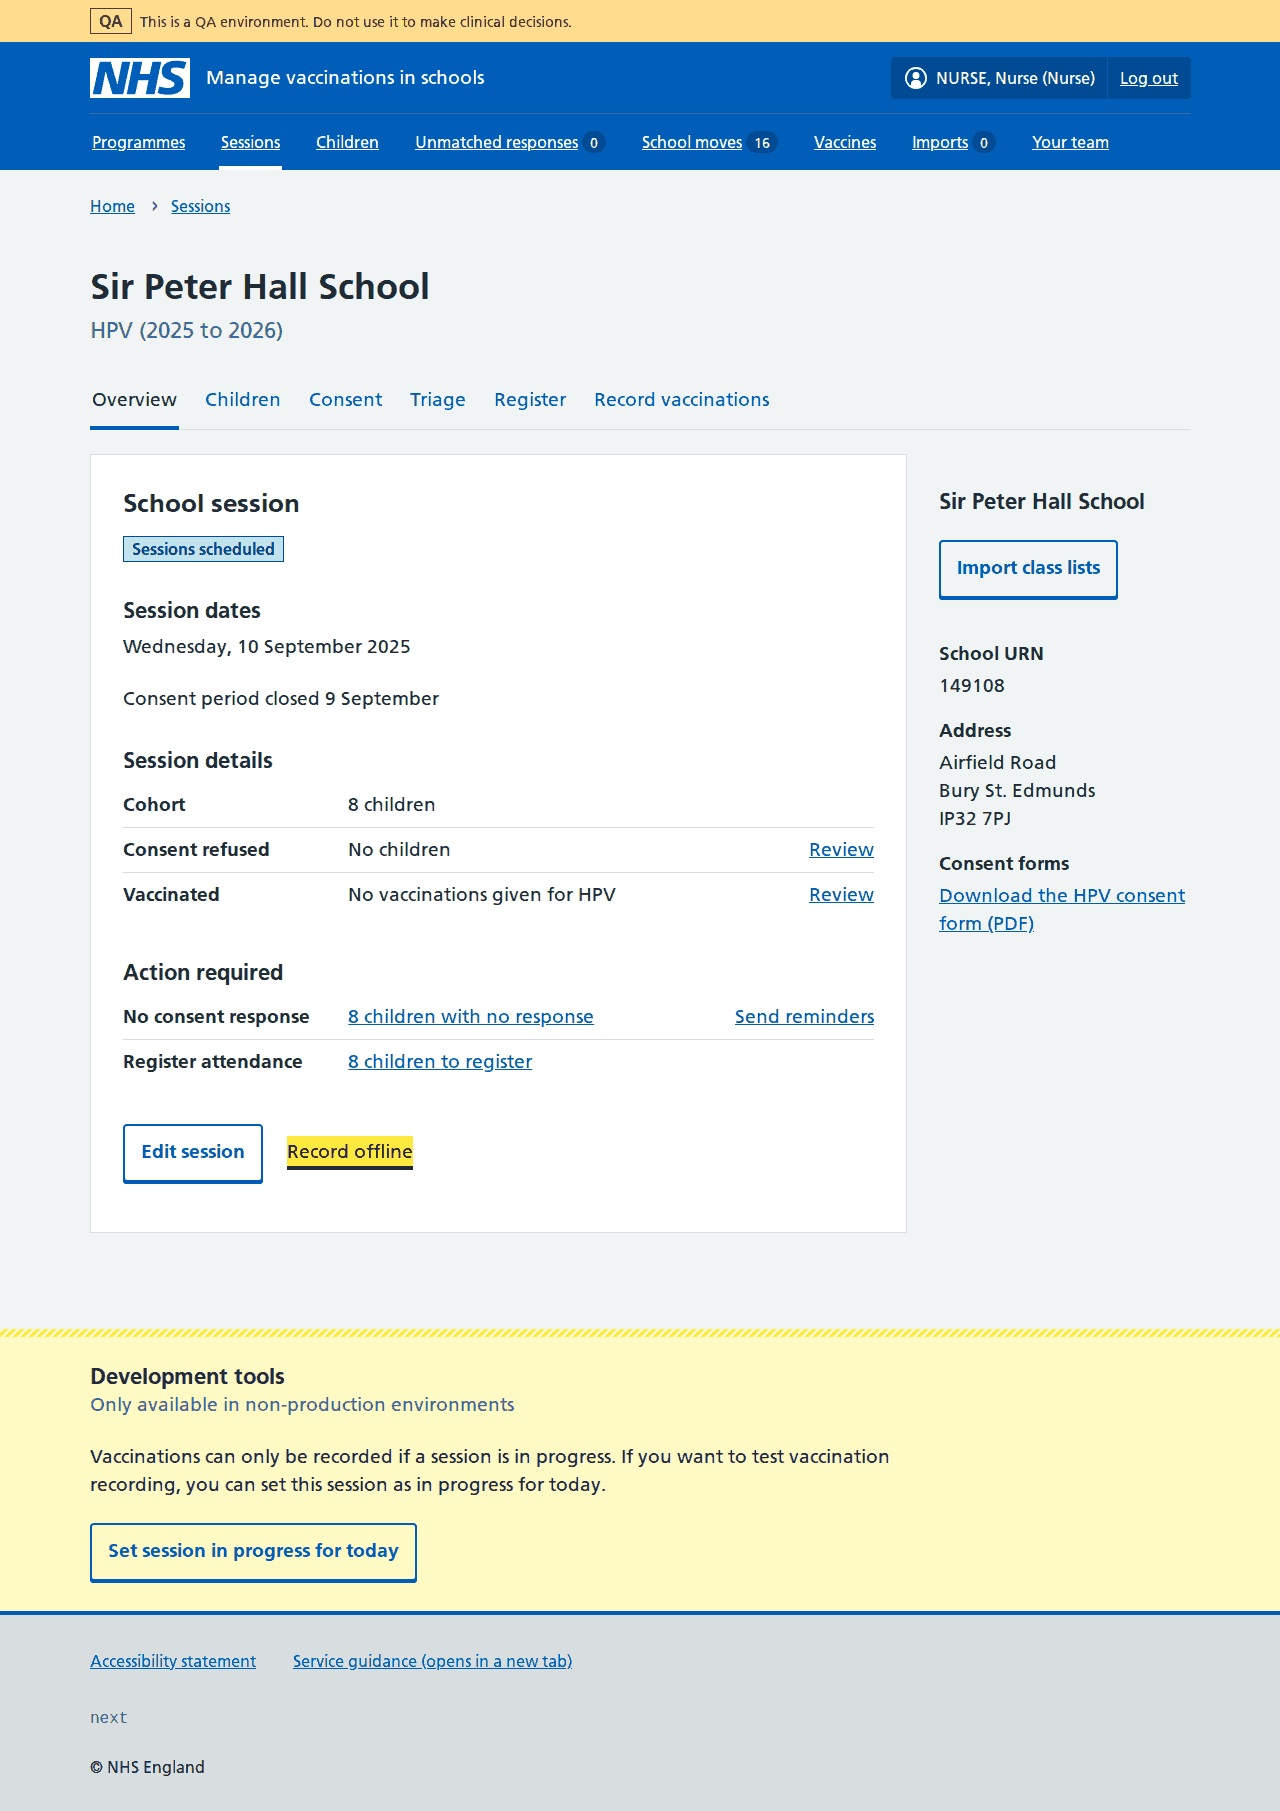 QA This is a QA environment. Do not use it to make clinical decisions.
NHS Manage vaccinations in schools NURSE, Nurse (Nurse) Log out
Programmes Sessions Children Unmatched responses 0 School moves 16 Vaccines Imports 0 Your team
Home › Sessions
Sir Peter Hall School
HPV (2025 to 2026)
Overview Children Consent Triage Register Record vaccinations
School session
Sessions scheduled
Session dates
Wednesday, 10 September 2025
Consent period closed 9 September
Session details
Cohort 8 children
Consent refused No children Review
Vaccinated No vaccinations given for HPV Review
Action required
No consent response 8 children with no response Send reminders
Register attendance 8 children to register
Edit session Record offline
Sir Peter Hall School
Import class lists
School URN
149108
Address
Airfield Road
Bury St. Edmunds
IP32 7PJ
Consent forms
Download the HPV consent
form (PDF)
Development tools
Only available in non-production environments
Vaccinations can only be recorded if a session is in progress. If you want to test vaccination
recording, you can set this session as in progress for today.
Set session in progress for today
Accessibility statement Service guidance (opens in a new tab)
next
© NHS England